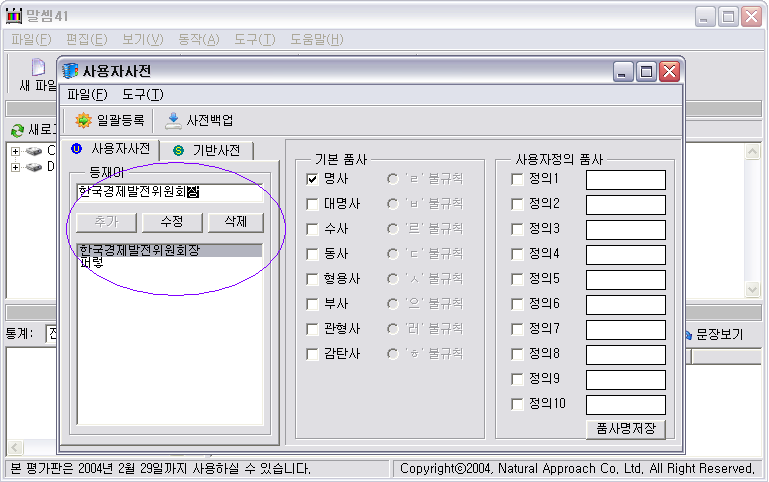 말셈41
파일(F) 편집(E) 보기(V) 동작(A) 도구(T) 도움말(H)
새 파일
새로고
C
D
통계:
문장보기
사용자사전
파일(F) 도구(T)
일괄등록 사전백업
사용자사전 기반사전
등재어
한국경제발전위원회장
추가 수정 삭제
한국경제발전위원회장
퍼렁
기본 품사
명사 'ㄹ' 불규칙
대명사 'ㅂ' 불규칙
수사 '르' 불규칙
동사 'ㄷ' 불규칙
형용사 'ㅅ' 불규칙
부사 '으' 불규칙
관형사 '러' 불규칙
감탄사 'ㅎ' 불규칙
사용자정의 품사
정의1
정의2
정의3
정의4
정의5
정의6
정의7
정의8
정의9
정의10
품사명저장
본 평가판은 2004년 2월 29일까지 사용하실 수 있습니다.
Copyright©2004, Natural Approach Co, Ltd, All Right Reserved,